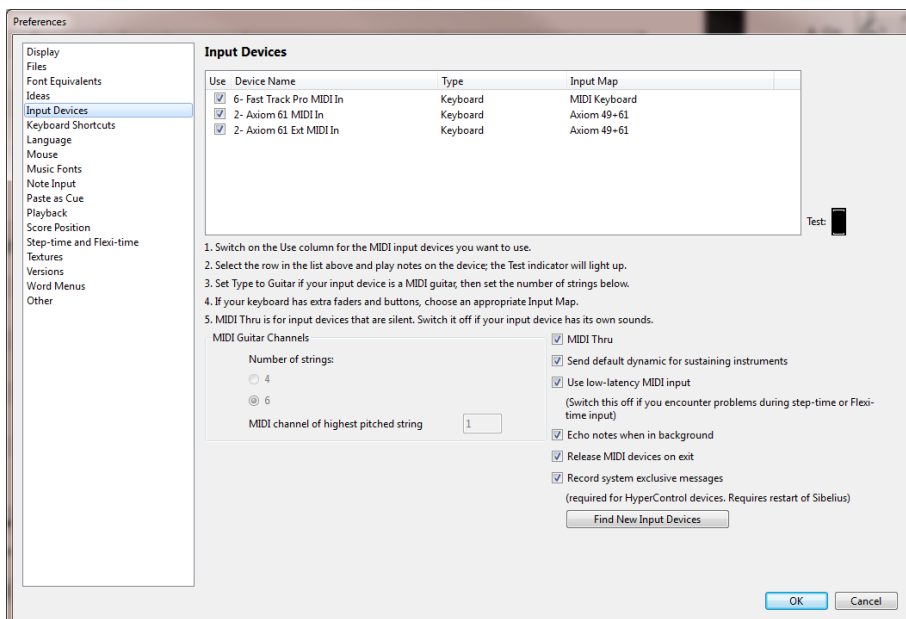 Preferences
Display
Files
Font Equivalents
Ideas
Input Devices
Keyboard Shortcuts
Language
Mouse
Music Fonts
Note Input
Paste as Cue
Playback
Score Position
Step-time and Flexi-time
Textures
Versions
Word Menus
Other
Input Devices
Use Device Name Type Input Map
6- Fast Track Pro MIDI In Keyboard MIDI Keyboard
2- Axiom 61 MIDI In Keyboard Axiom 49+61
2- Axiom 61 Ext MIDI In Keyboard Axiom 49+61
Test:
1. Switch on the Use column for the MIDI input devices you want to use.
2. Select the row in the list above and play notes on the device; the Test indicator will light up.
3. Set Type to Guitar if your input device is a MIDI guitar, then set the number of strings below.
4. If your keyboard has extra faders and buttons, choose an appropriate Input Map.
5. MIDI Thru is for input devices that are silent. Switch it off if your input device has its own sounds.
MIDI Guitar Channels
Number of strings:
4
6
MIDI channel of highest pitched string 1
MIDI Thru
Send default dynamic for sustaining instruments
Use low-latency MIDI input
(Switch this off if you encounter problems during step-time or Flexi-
time input)
Echo notes when in background
Release MIDI devices on exit
Record system exclusive messages
(required for HyperControl devices. Requires restart of Sibelius)
Find New Input Devices
OK Cancel